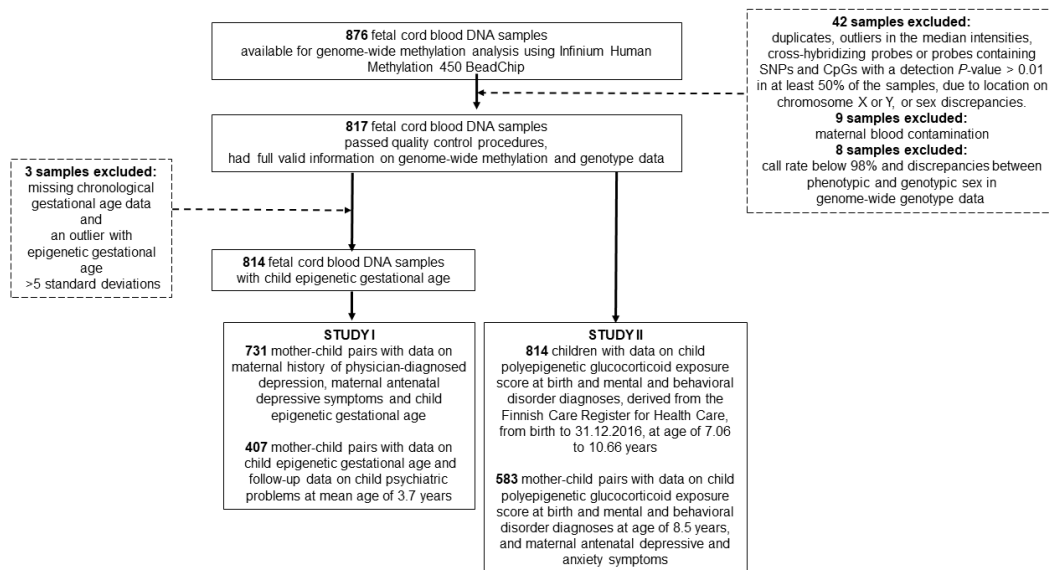 876 fetal cord blood DNA samples
available for genome-wide methylation analysis using Infinium Human
Methylation 450 BeadChip
42 samples excluded:
duplicates, outliers in the median intensities,
cross-hybridizing probes or probes containing
SNPs and CpGs with a detection P-value > 0.01
in at least 50% of the samples, due to location on
chromosome X or Y, or sex discrepancies.
9 samples excluded:
maternal blood contamination
8 samples excluded:
call rate below 98% and discrepancies between
phenotypic and genotypic sex in
genome-wide genotype data
817 fetal cord blood DNA samples
passed quality control procedures,
had full valid information on genome-wide methylation and genotype data
3 samples excluded:
missing chronological
gestational age data
and
an outlier with
epigenetic gestational
age
>5 standard deviations
814 fetal cord blood DNA samples
with child epigenetic gestational age
STUDY I
731 mother-child pairs with data on
maternal history of physician-diagnosed
depression, maternal antenatal
depressive symptoms and child
epigenetic gestational age
407 mother-child pairs with data on
child epigenetic gestational age and
follow-up data on child psychiatric
problems at mean age of 3.7 years
STUDY II
814 children with data on child
polyepigenetic glucocorticoid exposure
score at birth and mental and behavioral
disorder diagnoses, derived from the
Finnish Care Register for Health Care,
from birth to 31.12.2016, at age of 7.06
to 10.66 years
583 mother-child pairs with data on child
polyepigenetic glucocorticoid exposure
score at birth and mental and behavioral
disorder diagnoses at age of 8.5 years,
and maternal antenatal depressive and
anxiety symptoms